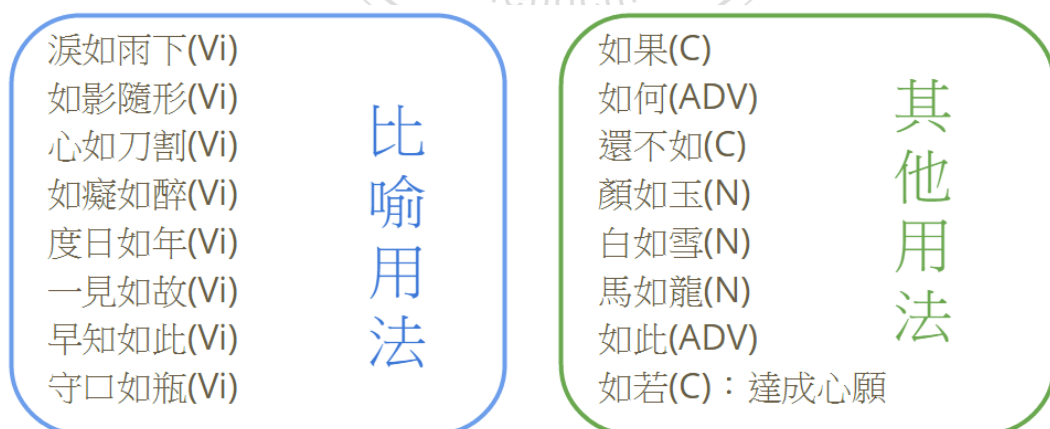 淚如雨下(Vi)
如影隨形(Vi)
心如刀割(Vi)
如癡如醉(Vi)
度日如年(Vi)
一見如故(Vi)
早知如此(Vi)
守口如瓶(Vi)
比喻用法
如果(C)
如何(ADV)
還不如(C)
顏如玉(N)
白如雪(N)
馬如龍(N)
如此(ADV)
如若(C)：達成心願
其他用法